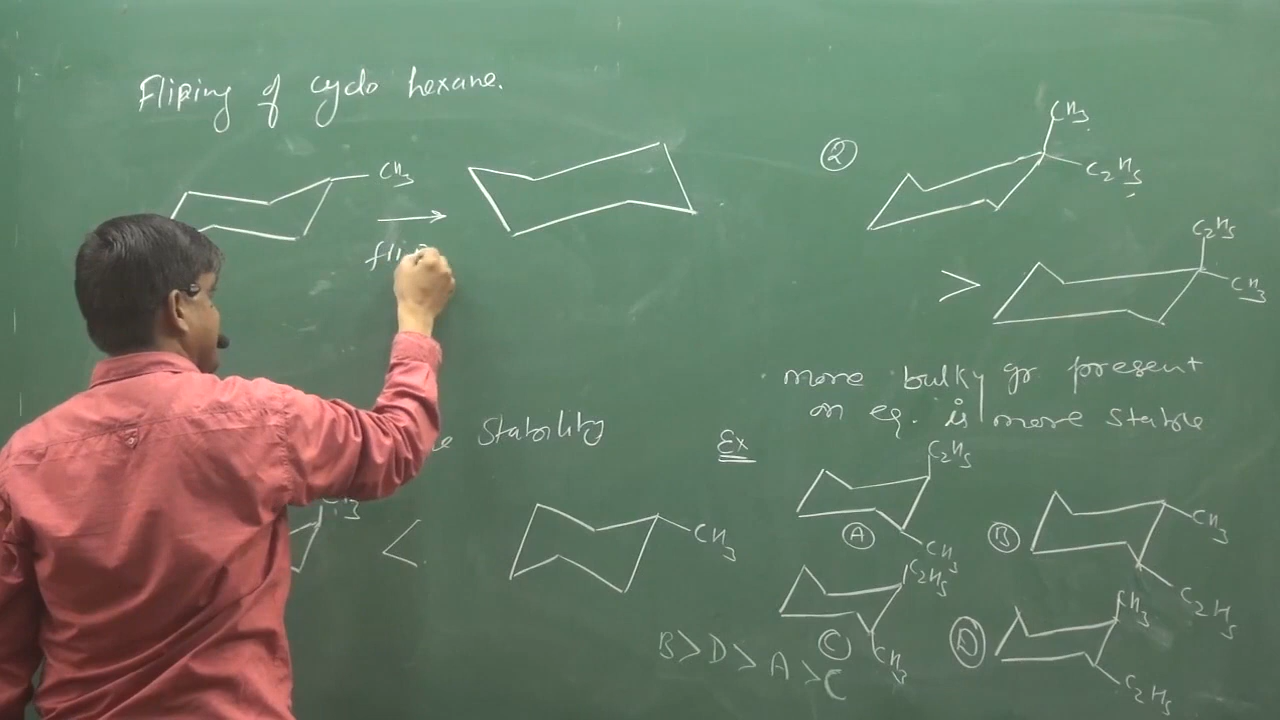 Fliping of cyclo hexane.
CH3
flip
②
CH3
C2H5
>
C2H5
CH3
more bulky gr. present
on eq. is more stable
Stability
<
CH3
Ex
C2H5
CH3
Ⓐ
CH3
C2H5
Ⓑ
C2H5
CH3
Ⓒ
CH3
C2H5
Ⓓ
B > D > A > C